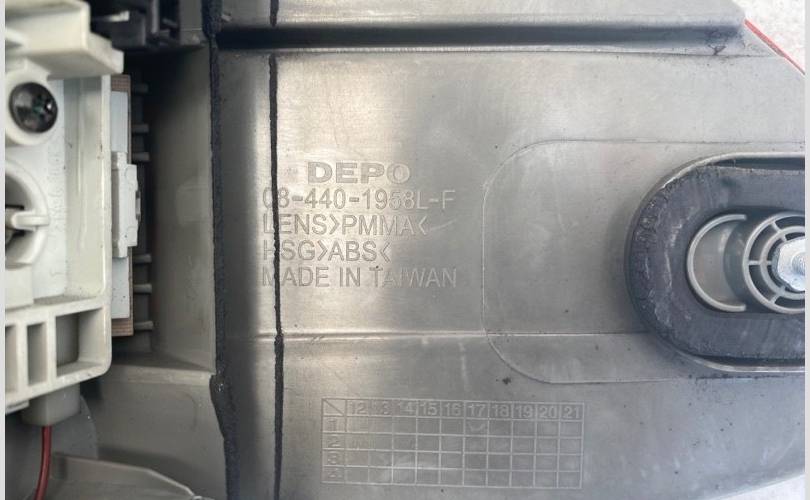 DEPO
08-440-1958L-F
LENS>PMMA<
HSG>ABS<
MADE IN TAIWAN
12 13 14 15 16 17 18 19 20 21
1
2
3
4